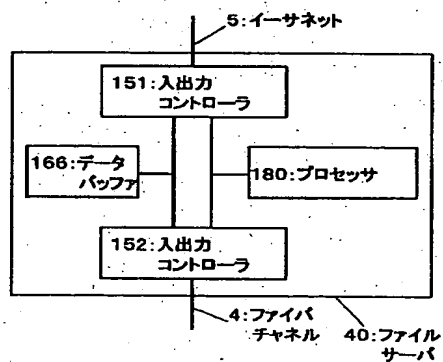 5:イーサネット
151:入出力
コントローラ
166:データ
バッファ
180:プロセッサ
152:入出力
コントローラ
4:ファイバ
チャネル
40:ファイル
サーバ